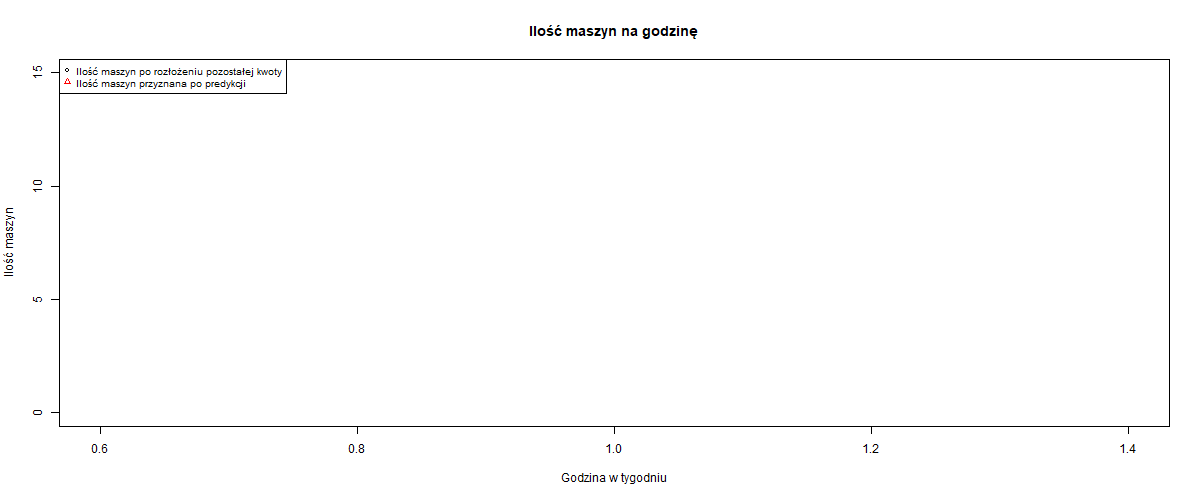 Ilość maszyn na godzinę
Ilość maszyn po rozłożeniu pozostałej kwoty
Ilość maszyn przyznana po predykcji
15
10
5
0
Ilość maszyn
0.6 0.8 1.0 1.2 1.4
Godzina w tygodniu